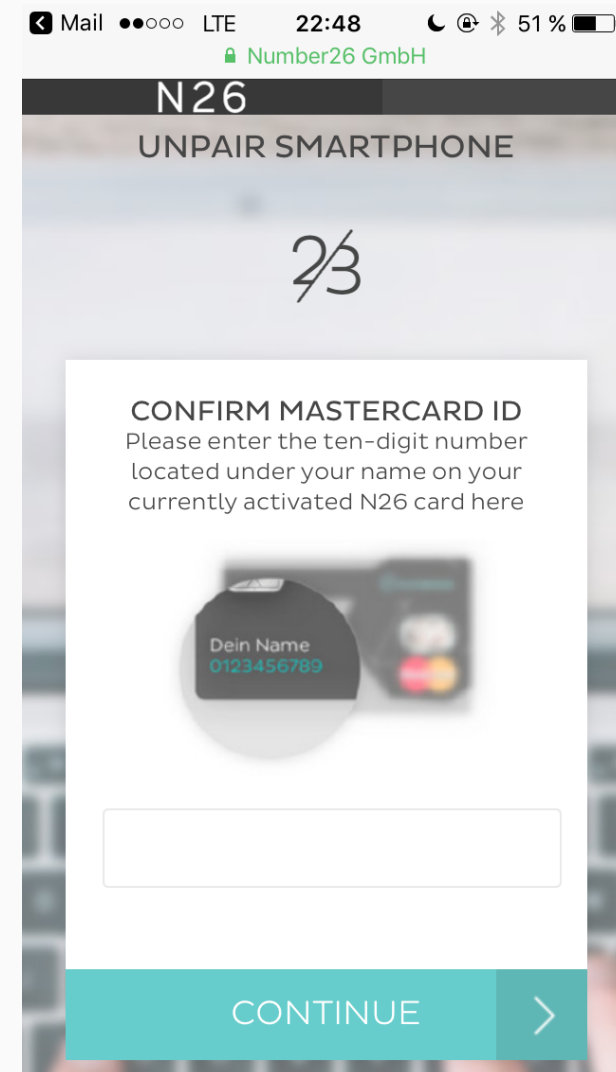 Mail LTE 22:48 51 %
Number26 GmbH
N26
UNPAIR SMARTPHONE
2/3
CONFIRM MASTERCARD ID
Please enter the ten-digit number
located under your name on your
currently activated N26 card here
Dein Name
0123456789
CONTINUE